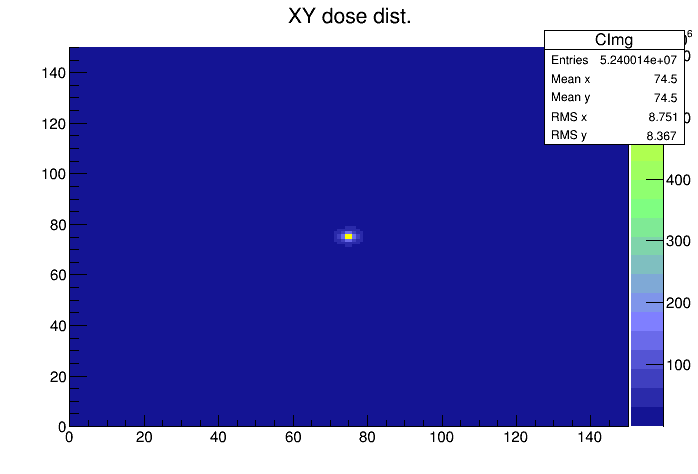 XY dose dist.
CImg
Entries 5.240014e+07
Mean x 74.5
Mean y 74.5
RMS x 8.751
RMS y 8.367
140
120
100
80
60
40
20
0
0 20 40 60 80 100 120 140
400
300
200
100